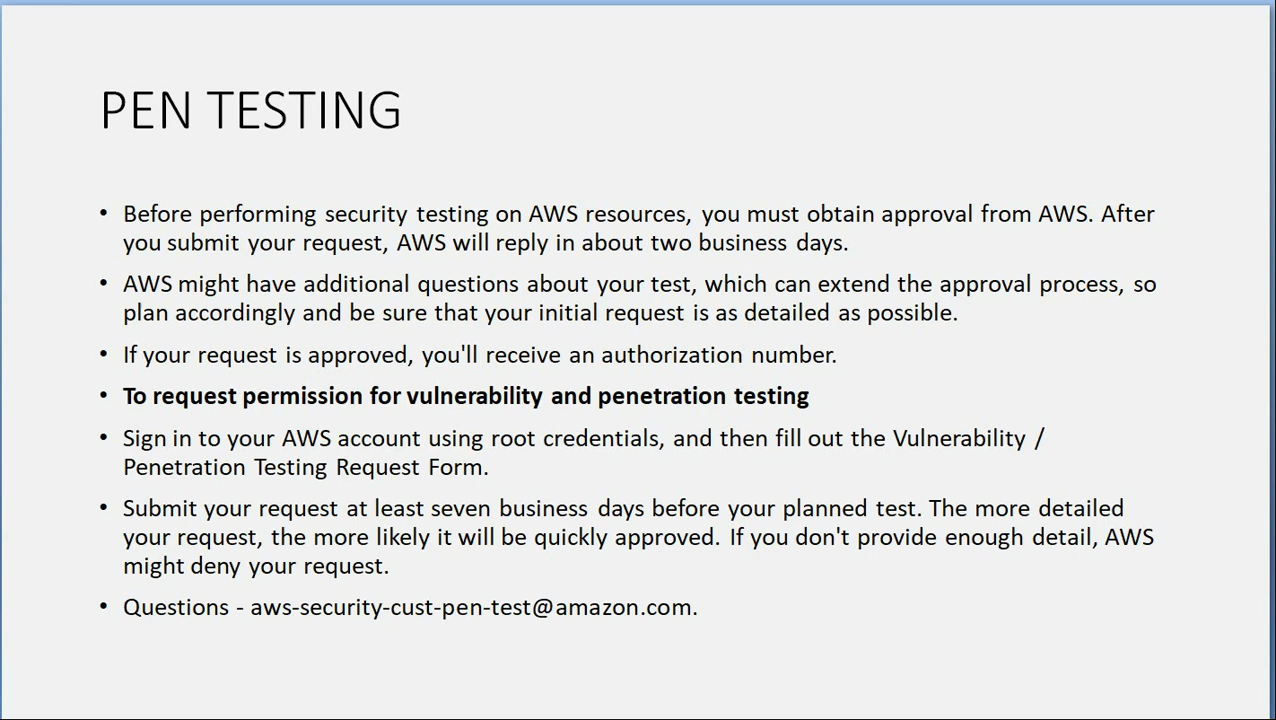 PEN TESTING
• Before performing security testing on AWS resources, you must obtain approval from AWS. After
you submit your request, AWS will reply in about two business days.
• AWS might have additional questions about your test, which can extend the approval process, so
plan accordingly and be sure that your initial request is as detailed as possible.
• If your request is approved, you'll receive an authorization number.
• To request permission for vulnerability and penetration testing
• Sign in to your AWS account using root credentials, and then fill out the Vulnerability /
Penetration Testing Request Form.
• Submit your request at least seven business days before your planned test. The more detailed
your request, the more likely it will be quickly approved. If you don't provide enough detail, AWS
might deny your request.
• Questions - aws-security-cust-pen-test@amazon.com.